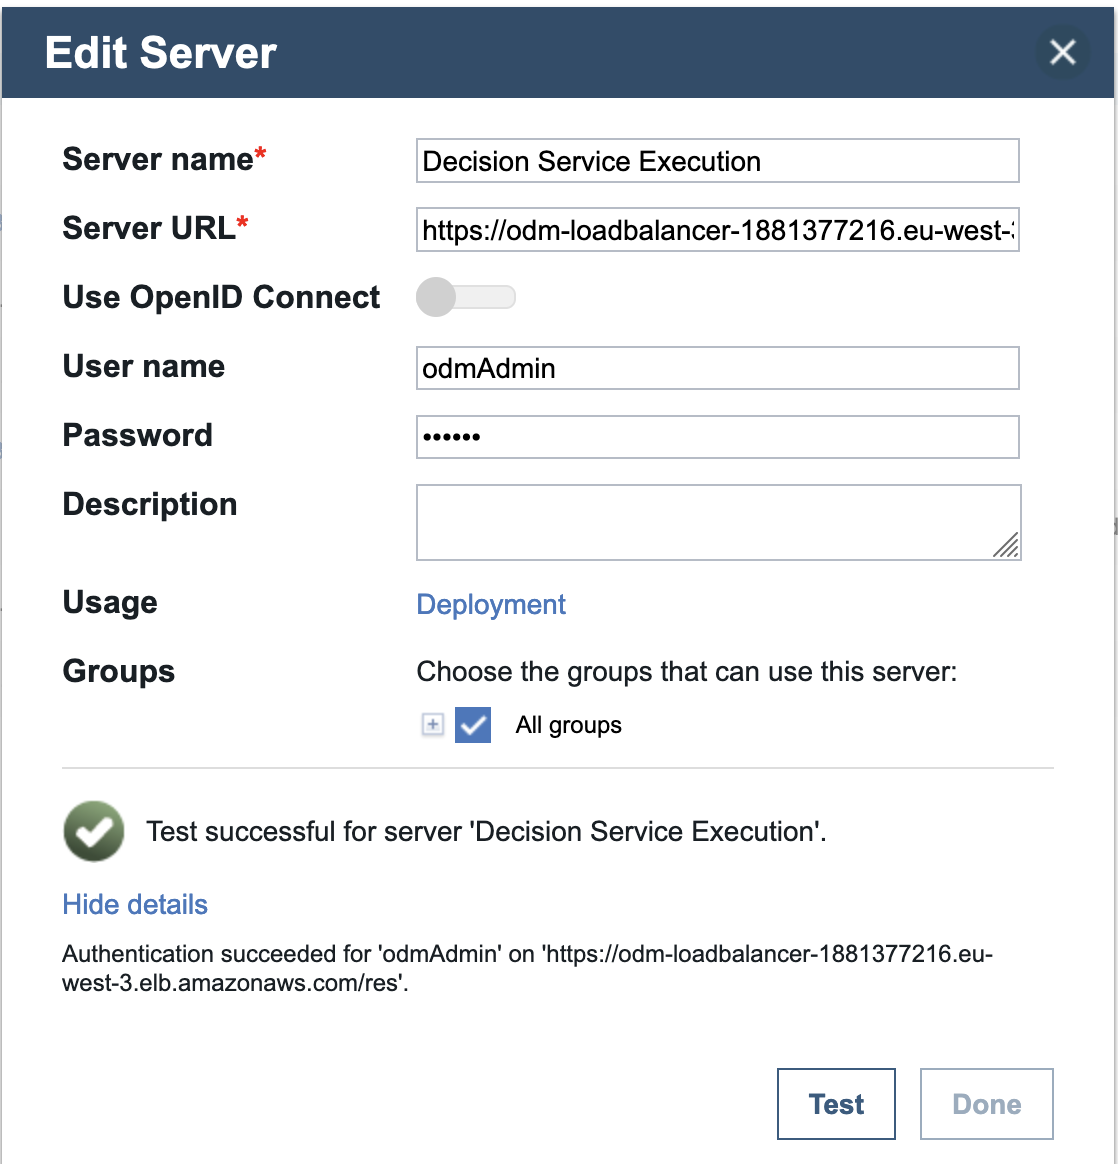 Edit Server
Server name*
Decision Service Execution
Server URL*
https://odm-loadbalancer-1881377216.eu-west-
Use OpenID Connect
User name
odmAdmin
Password
••••••
Description
Usage
Deployment
Groups
Choose the groups that can use this server:
All groups
Test successful for server 'Decision Service Execution'.
Hide details
Authentication succeeded for 'odmAdmin' on 'https://odm-loadbalancer-1881377216.eu-
west-3.elb.amazonaws.com/res'.
Test
Done